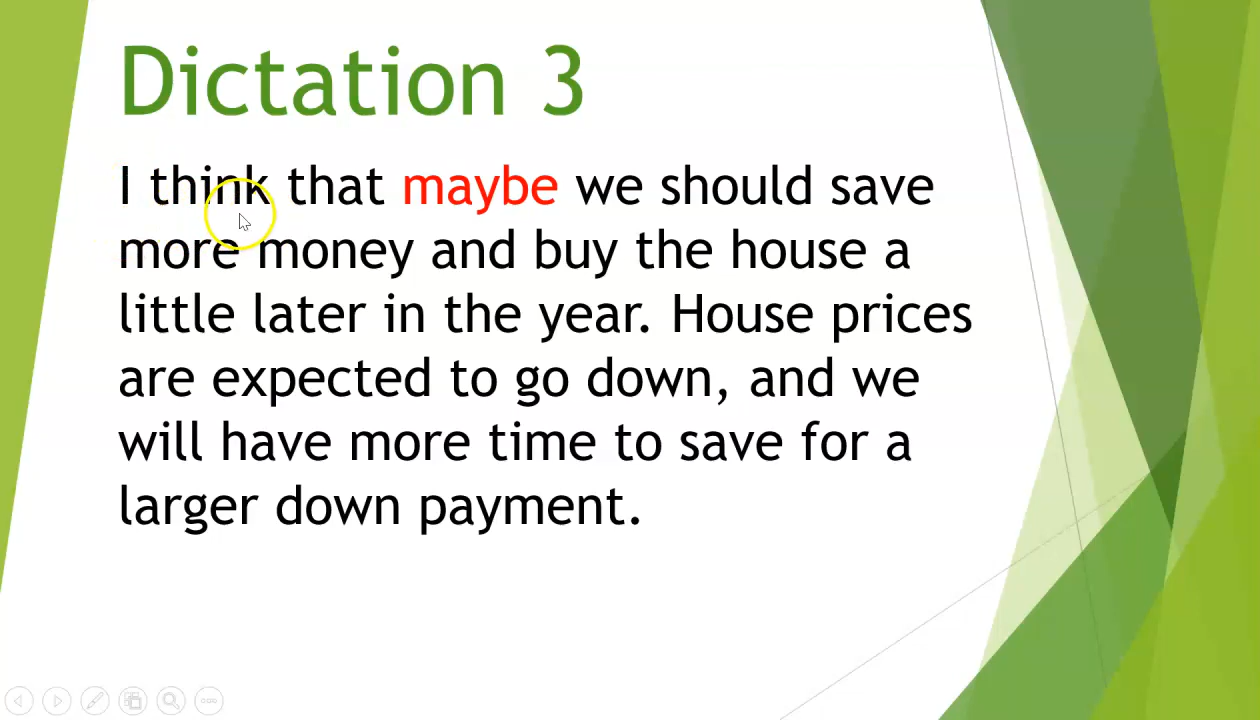 Dictation 3
I think that maybe we should save
more money and buy the house a
little later in the year. House prices
are expected to go down, and we
will have more time to save for a
larger down payment.